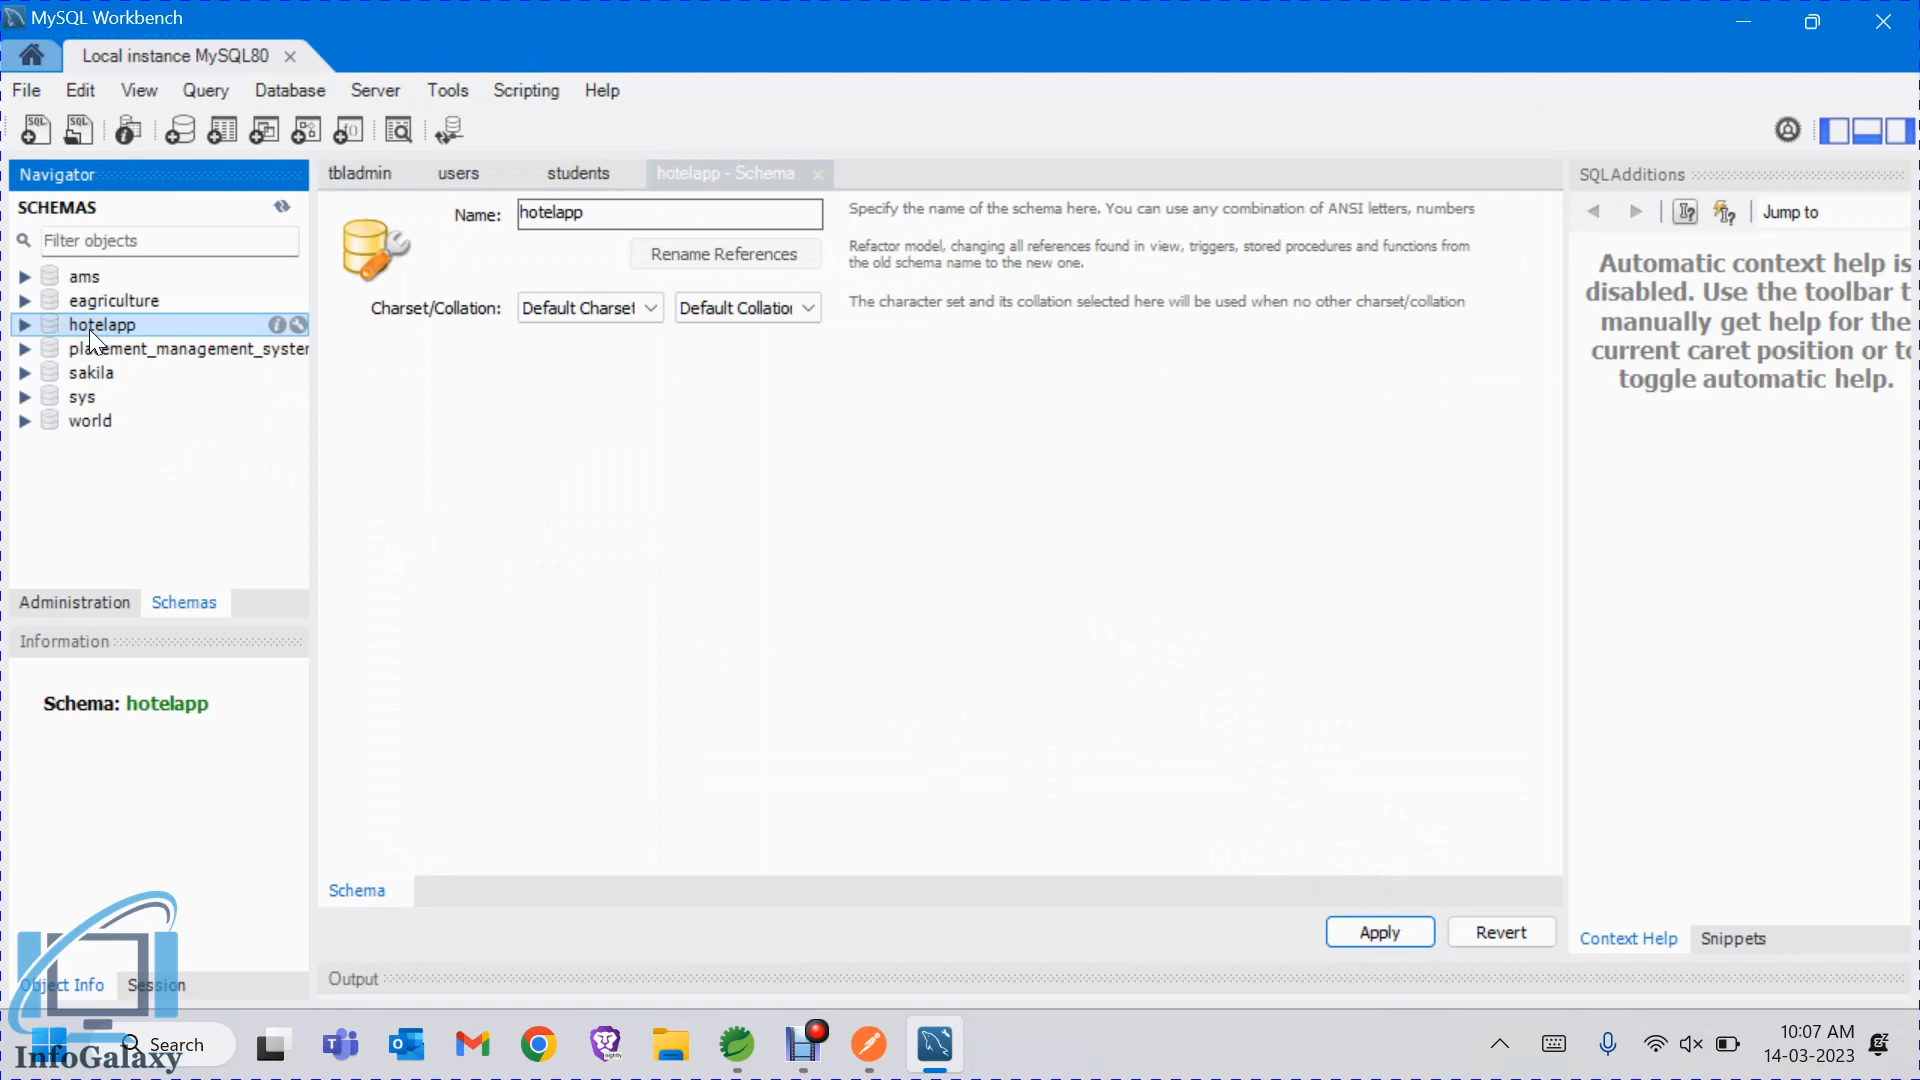 MySQL Workbench
Local instance MySQL80
File Edit View Query Database Server Tools Scripting Help
Navigator
SCHEMAS
Filter objects
ams
eagriculture
hotelapp
placement_management_syster
sakila
sys
world
Administration Schemas
Information
Schema: hotelapp
Object Info Session
tbladmin users students hotelapp - Schema
Name: hotelapp
Specify the name of the schema here. You can use any combination of ANSI letters, numbers
Rename References
Refactor model, changing all references found in view, triggers, stored procedures and functions from
the old schema name to the new one.
Charset/Collation: Default Charset Default Collation
The character set and its collation selected here will be used when no other charset/collation
Schema
Apply Revert
Output
SQLAdditions
Jump to
Automatic context help is
disabled. Use the toolbar t
manually get help for the
current caret position or to
toggle automatic help.
Context Help Snippets
InfoGalaxy
Search
10:07 AM
14-03-2023